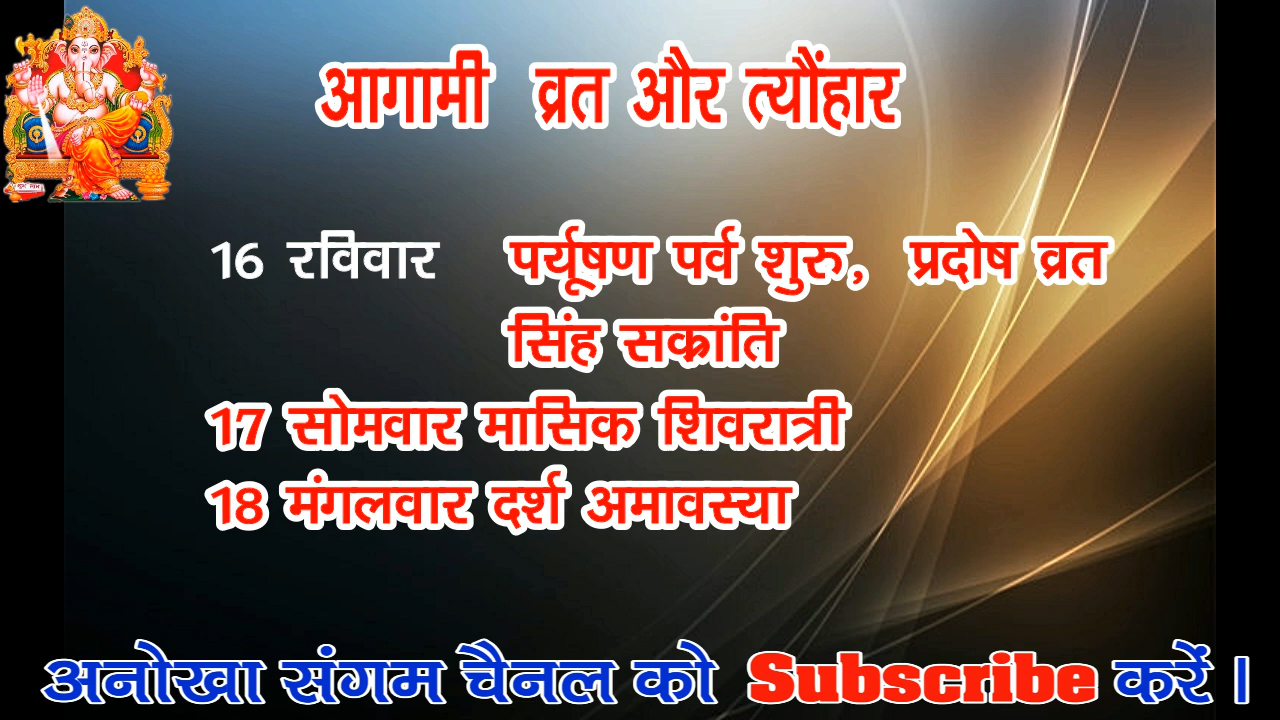 आगामी व्रत और त्यौंहार
16 रविवार पर्यूषण पर्व शुरु, प्रदोष व्रत
सिंह सक्रांति
17 सोमवार मासिक शिवरात्री
18 मंगलवार दर्श अमावस्या
अनोखा संगम चैनल को Subscribe करें ।